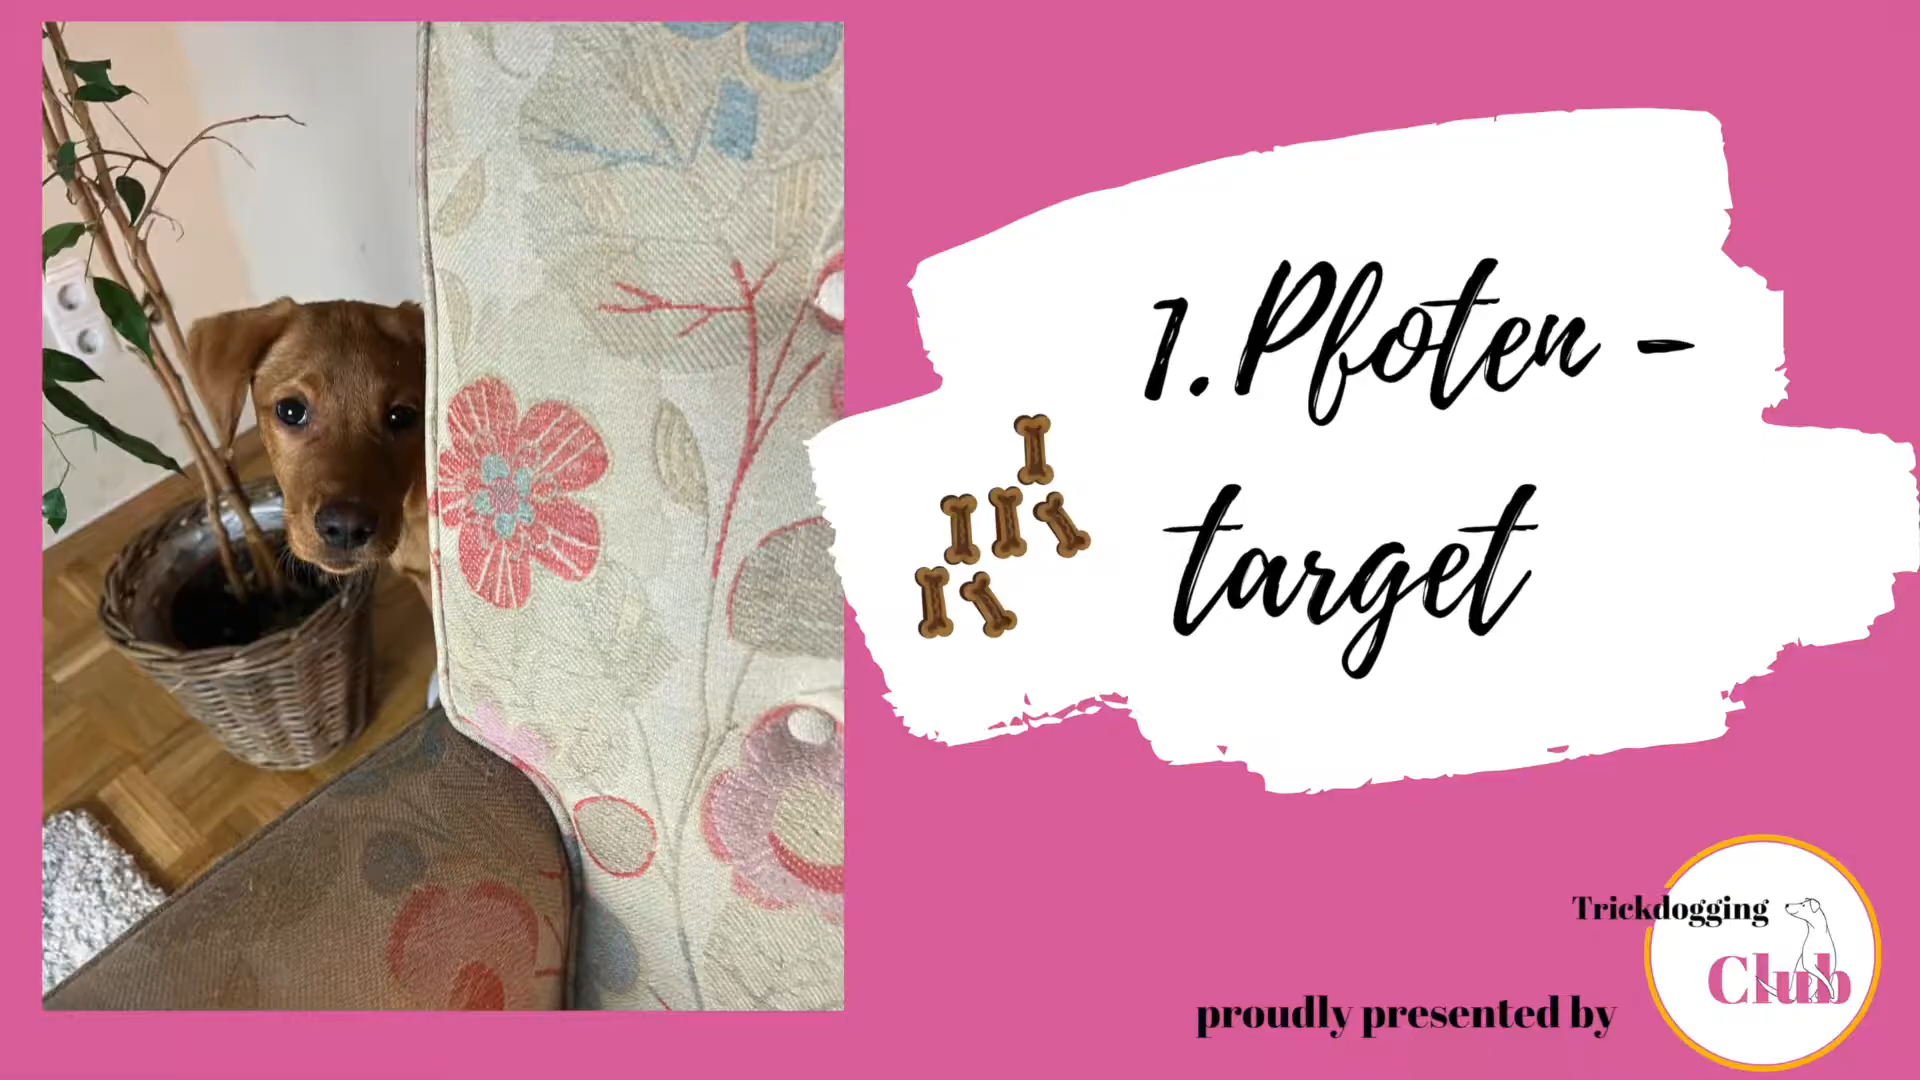 1. Pfoten -
target
Trickdogging
Club
proudly presented by